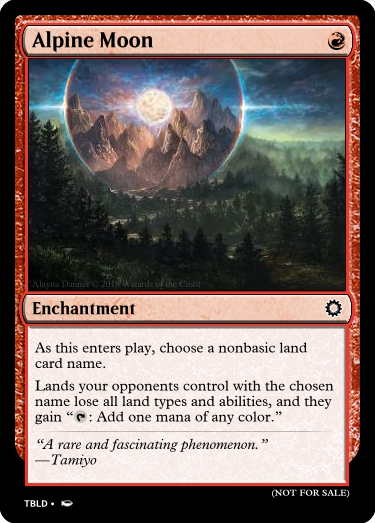 Alpine Moon
Alayna Danner © 2018 Wizards of the Coast
Enchantment
As this enters play, choose a nonbasic land
card name.
Lands your opponents control with the chosen
name lose all land types and abilities, and they
gain “: Add one mana of any color.”
“A rare and fascinating phenomenon.”
—Tamiyo
(NOT FOR SALE)
TBLD •